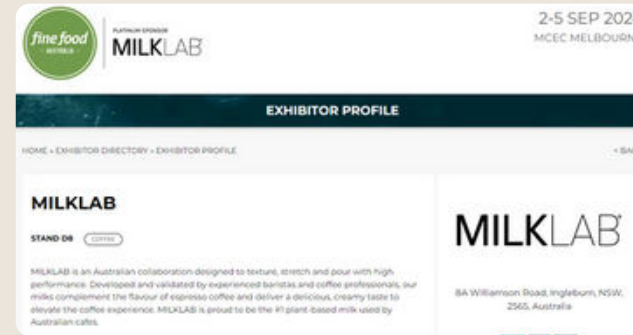 fine food
AUSTRALIA
PLATINUM SPONSOR
MILKLAB
2-5 SEP 202
MCEC MELBOURN
EXHIBITOR PROFILE
HOME » EXHIBITOR DIRECTORY » EXHIBITOR PROFILE
< BA
MILKLAB
STAND D8 COFFEE
MILKLAB is an Australian collaboration designed to texture, stretch and pour with high
performance. Developed and validated by experienced baristas and coffee professionals, our
milks complement the flavour of espresso coffee and deliver a delicious, creamy taste to
elevate the coffee experience. MILKLAB is proud to be the #1 plant-based milk used by
Australian cafes.
MILKLAB
8A Williamson Road, Ingleburn, NSW,
2565, Australia